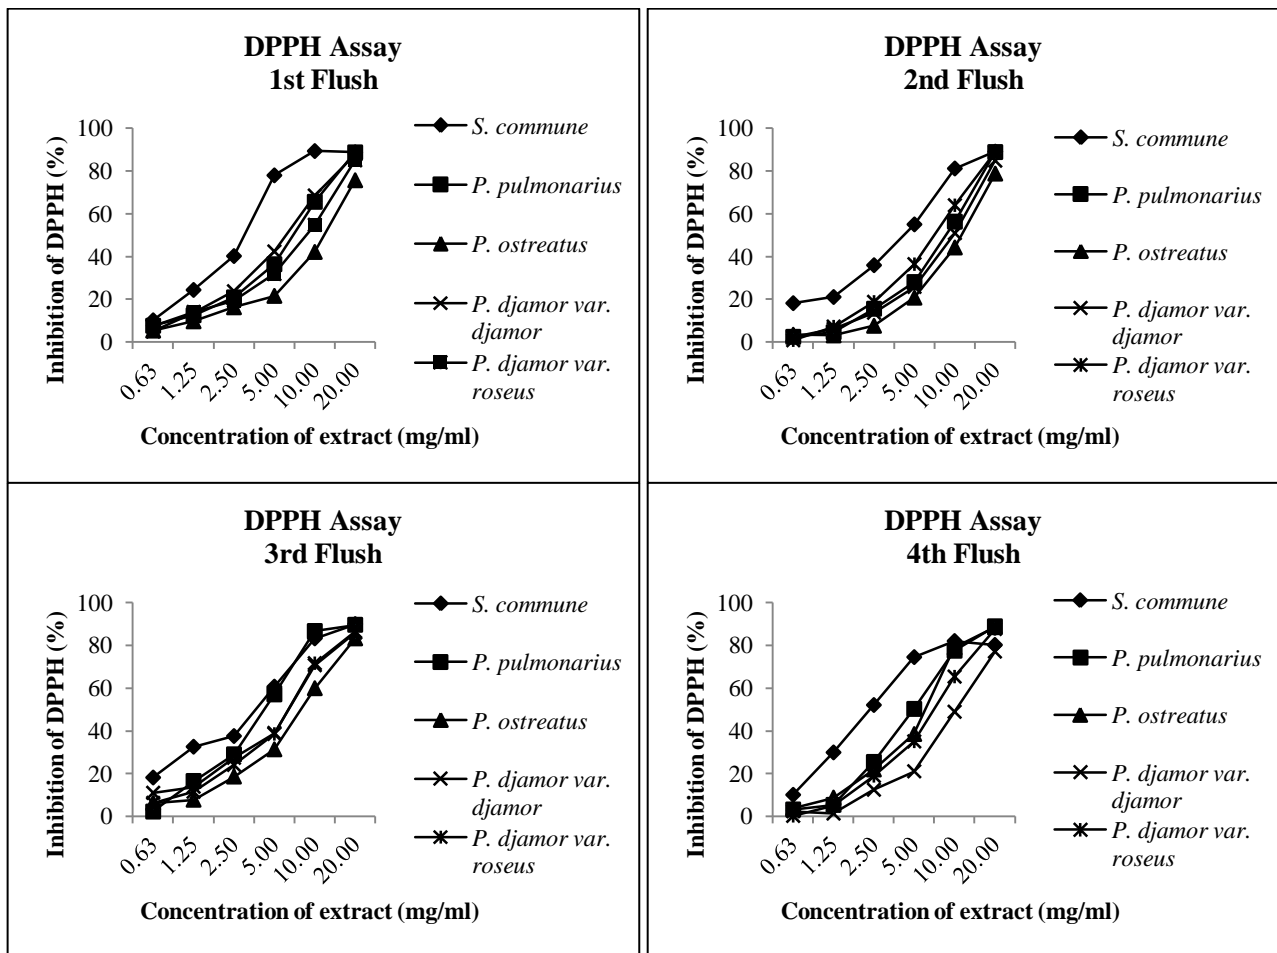 DPPH Assay
1st Flush
Inhibition of DPPH (%)
100
80
60
40
20
0
0.63
1.25
2.50
5.00
10.00
20.00
Concentration of extract (mg/ml)
S. commune
P. pulmonarius
P. ostreatus
P. djamor var.
djamor
P. djamor var.
roseus
DPPH Assay
2nd Flush
Inhibition of DPPH (%)
100
80
60
40
20
0
0.63
1.25
2.50
5.00
10.00
20.00
Concentration of extract (mg/ml)
S. commune
P. pulmonarius
P. ostreatus
P. djamor var.
djamor
P. djamor var.
roseus
DPPH Assay
3rd Flush
Inhibition of DPPH (%)
100
80
60
40
20
0
0.63
1.25
2.50
5.00
10.00
20.00
Concentration of extract (mg/ml)
S. commune
P. pulmonarius
P. ostreatus
P. djamor var.
djamor
P. djamor var.
roseus
DPPH Assay
4th Flush
Inhibition of DPPH (%)
100
80
60
40
20
0
0.63
1.25
2.50
5.00
10.00
20.00
Concentration of extract (mg/ml)
S. commune
P. pulmonarius
P. ostreatus
P. djamor var.
djamor
P. djamor var.
roseus